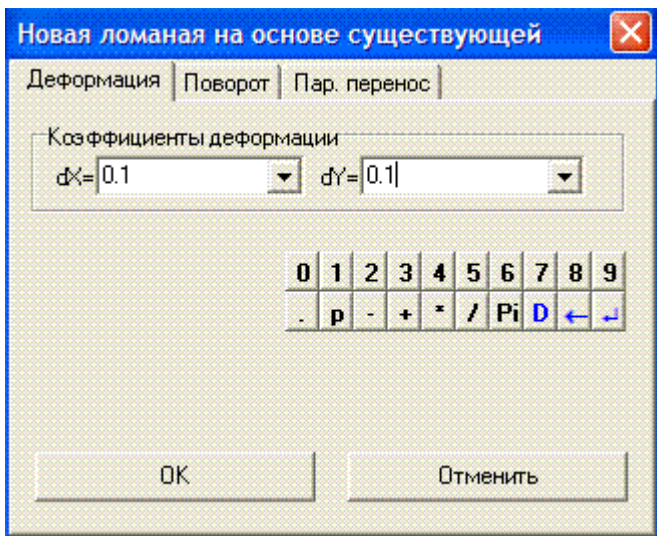 Новая ломаная на основе существующей
Деформация Поворот Пар. перенос
Коэффициенты деформации
dX= 0.1 dY= 0.1
0 1 2 3 4 5 6 7 8 9
. p - + * / Pi D ← ↵
OK Отменить